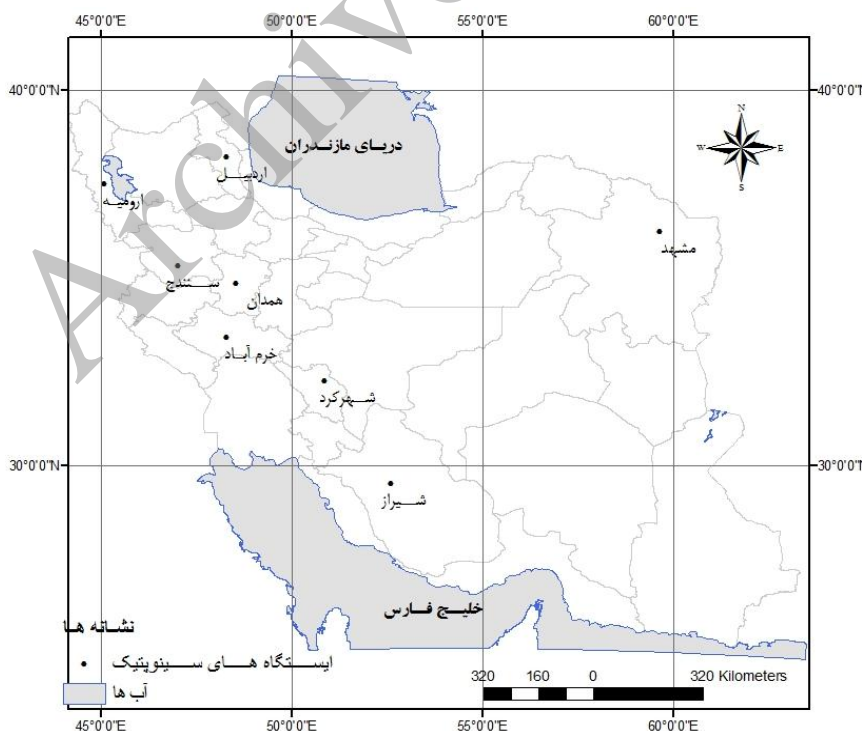 45°0'0"E 50°0'0"E 55°0'0"E 60°0'0"E
Archive
40°0'0"N 40°0'0"N
N
W E
S
دریای مازندران
اردبیل
ارومیه
مشهد
سنندج
همدان
خرم آباد
شهرکرد
30°0'0"N 30°0'0"N
شیراز
خلیج فارس
نشانه ها
ایستگاه های سینوپتیک
آب ها
320 160 0 320 Kilometers
45°0'0"E 50°0'0"E 55°0'0"E 60°0'0"E